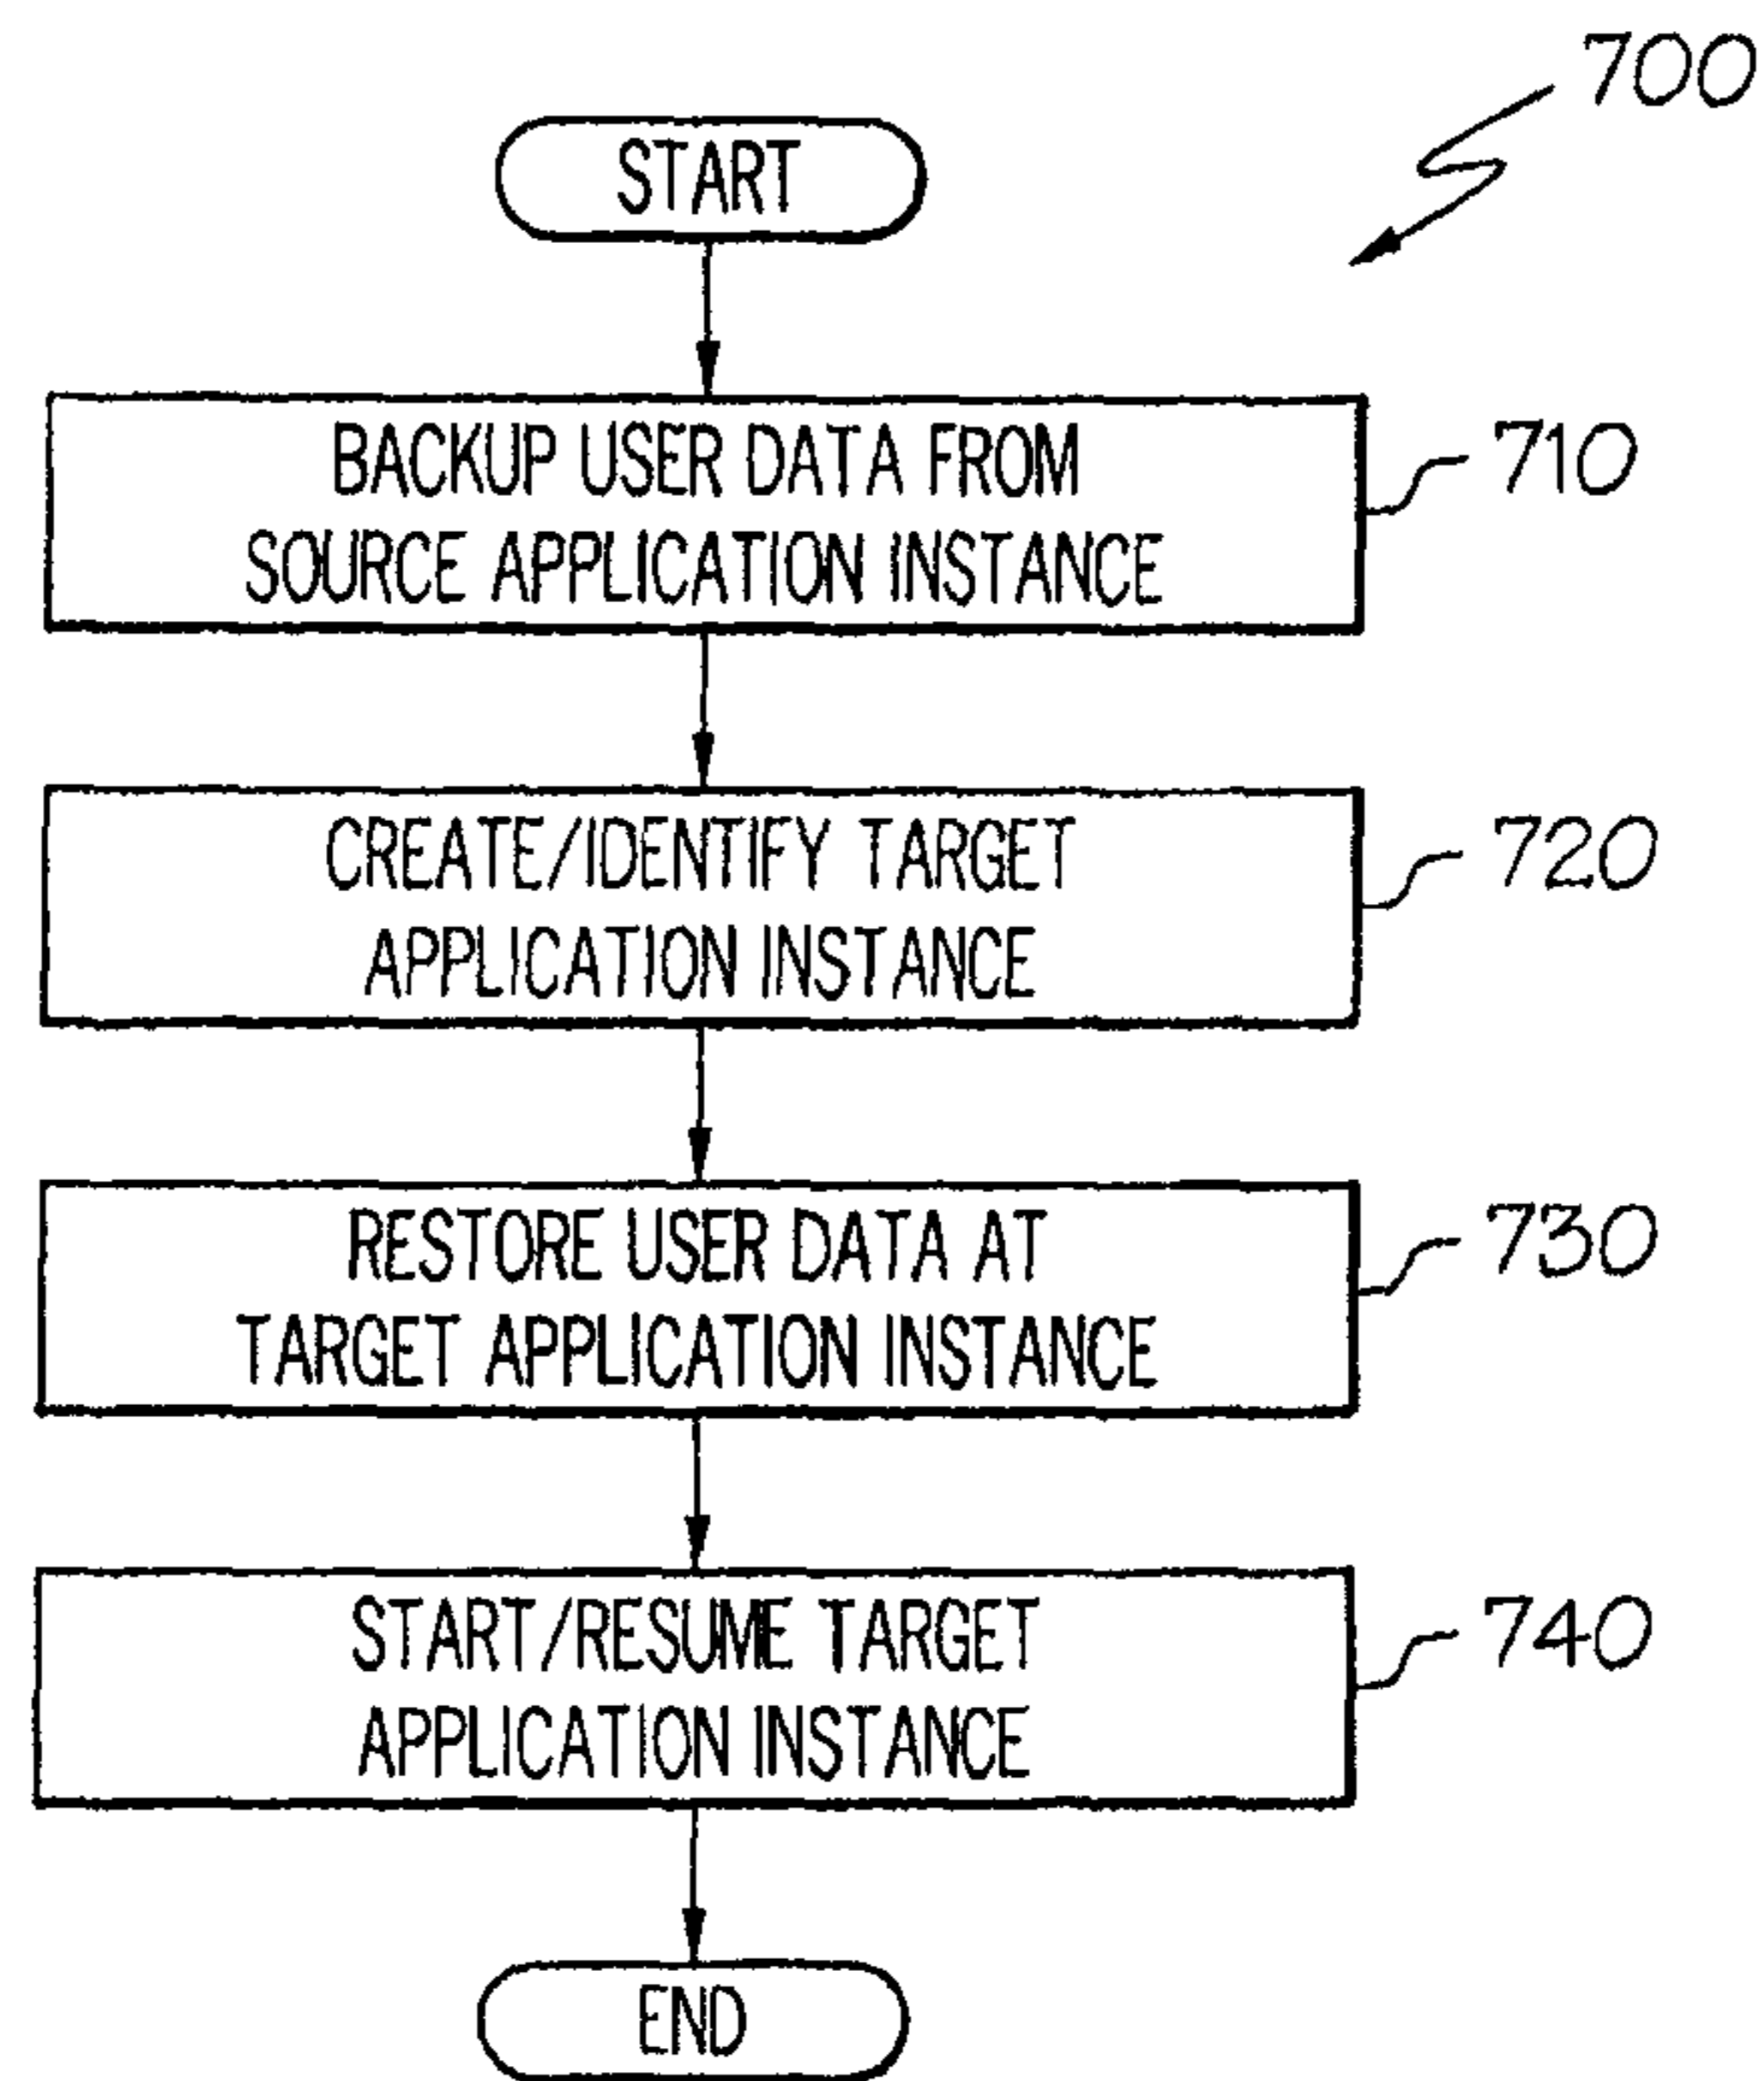 700
START
BACKUP USER DATA FROM
SOURCE APPLICATION INSTANCE
710
CREATE/IDENTIFY TARGET
APPLICATION INSTANCE
720
RESTORE USER DATA AT
TARGET APPLICATION INSTANCE
730
START/RESUME TARGET
APPLICATION INSTANCE
740
END